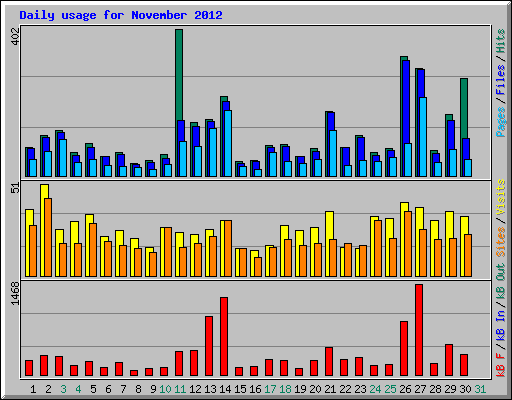 Daily usage for November 2012
402
51
1468
Pages / Files / Hits
Sites / Visits
kB F / kB In / kB Out
1 2 3 4 5 6 7 8 9 10 11 12 13 14 15 16 17 18 19 20 21 22 23 24 25 26 27 28 29 30 31